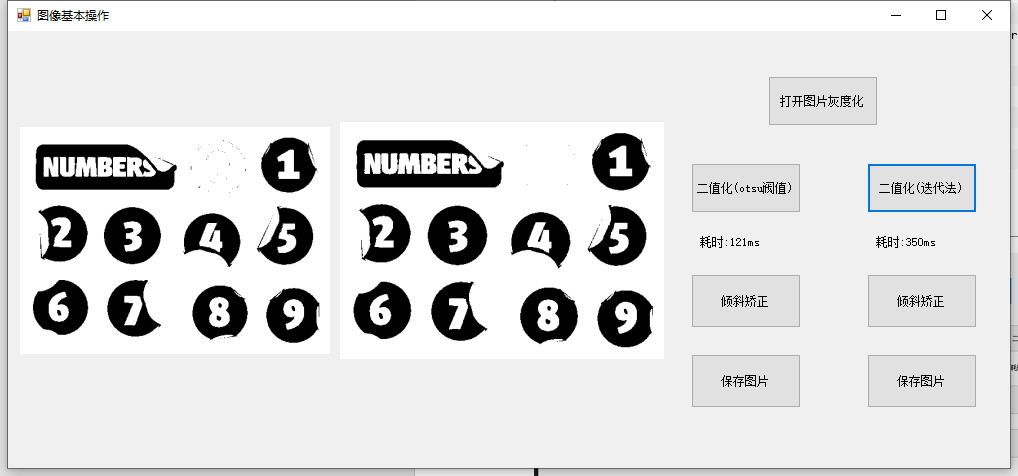 图像基本操作
打开图片灰度化
NUMBERS
1
2
3
4
5
6
7
8
9
NUMBERS
1
2
3
4
5
6
7
8
9
二值化(otsu阀值)
二值化(迭代法)
耗时:121ms
耗时:350ms
倾斜矫正
倾斜矫正
保存图片
保存图片